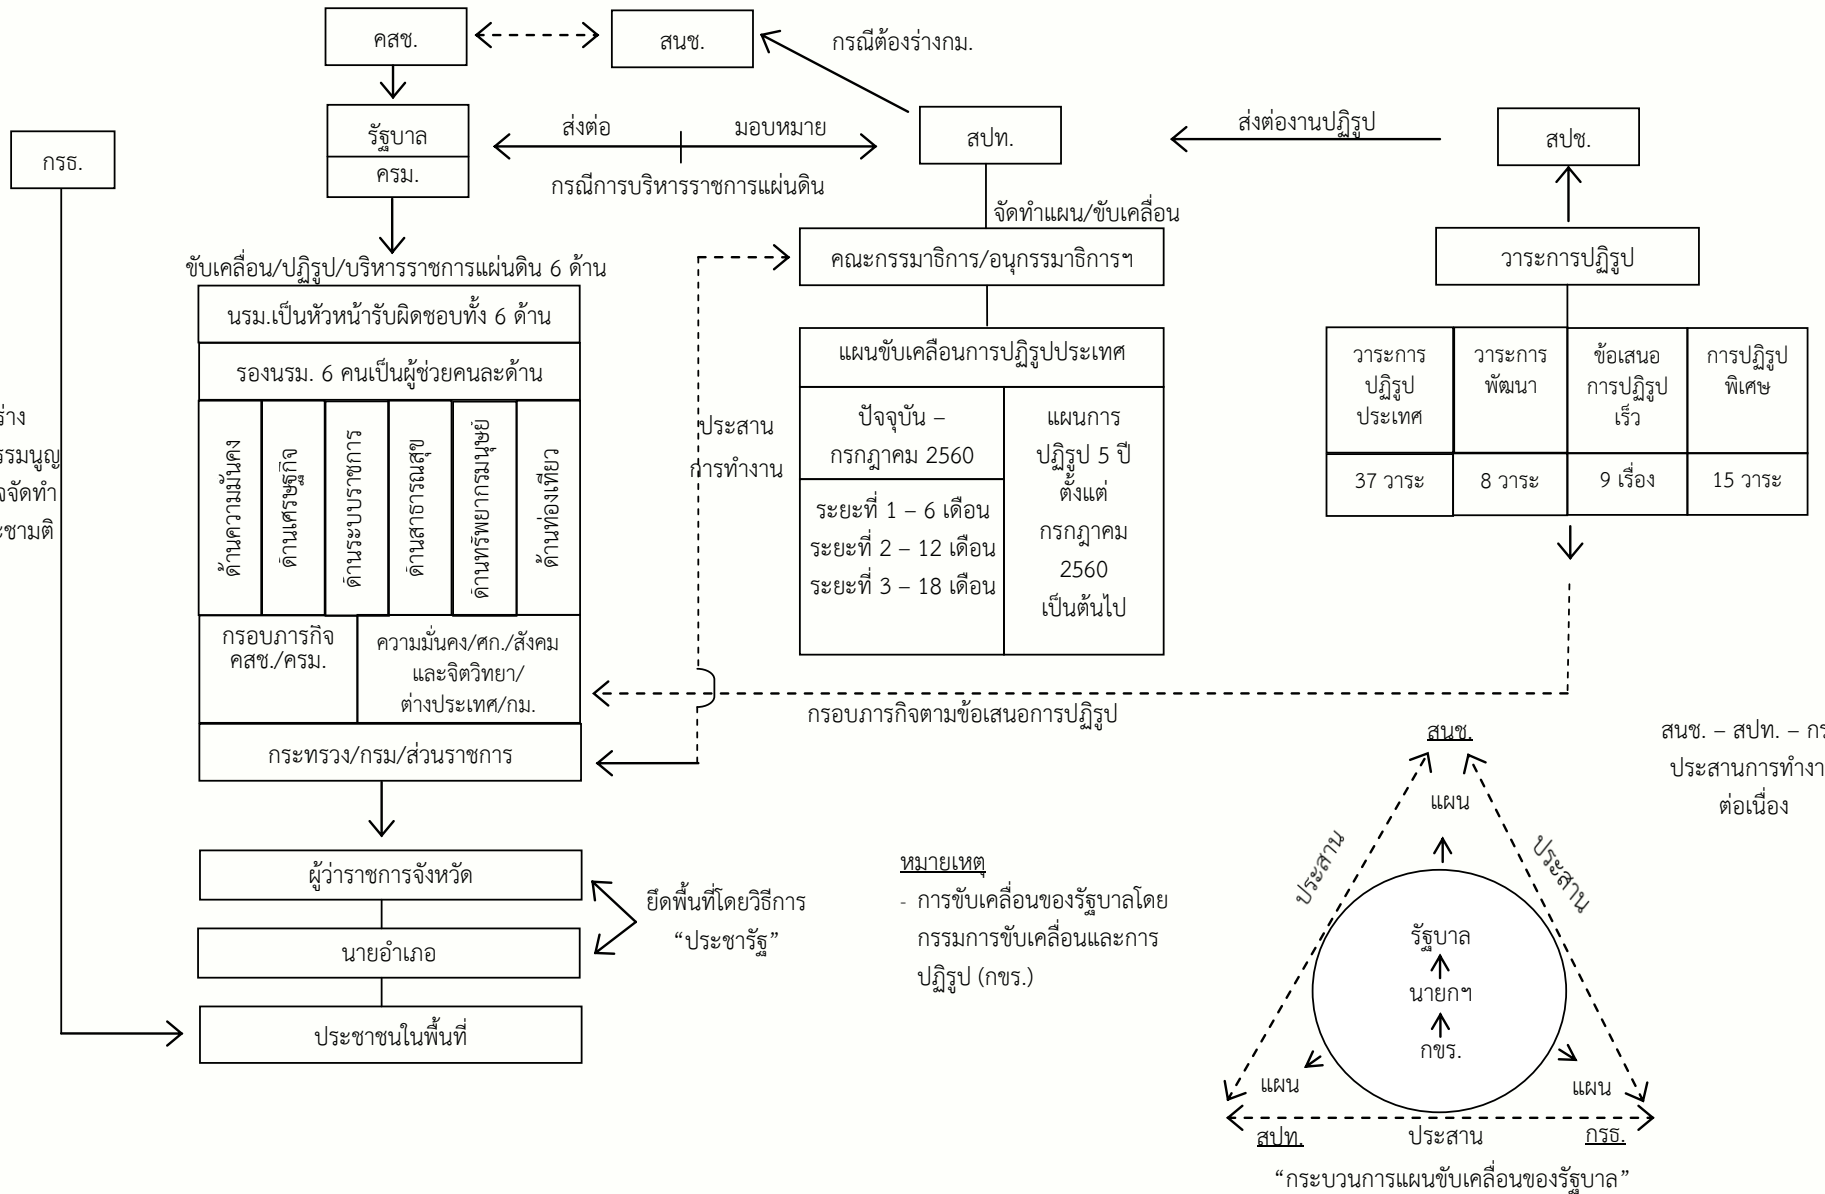 คสช.
สนช.
กรณีต้องร่างกม.
กรธ.
รัฐบาล
ครม.
ส่งต่อ
มอบหมาย
กรณีการบริหารราชการแผ่นดิน
สปท.
ส่งต่องานปฏิรูป
สปช.
จัดทำแผน/ขับเคลื่อน
คณะกรรมาธิการ/อนุกรรมาธิการฯ
วาระการปฏิรูป
ขับเคลื่อน/ปฏิรูป/บริหารราชการแผ่นดิน 6 ด้าน
นรม.เป็นหัวหน้ารับผิดชอบทั้ง 6 ด้าน
รองนรม. 6 คนเป็นผู้ช่วยคนละด้าน
ด้านความมั่นคง
ด้านเศรษฐกิจ
ด้านระบบราชการ
ด้านสาธารณสุข
ด้านทรัพยากรมนุษย์
ด้านท่องเที่ยว
กรอบภารกิจ
คสช./ครม.
ความมั่นคง/ศก./สังคม
และจิตวิทยา/
ต่างประเทศ/กม.
กระทรวง/กรม/ส่วนราชการ
ประสาน
การทำงาน
แผนขับเคลือนการปฏิรูปประเทศ
ปัจจุบัน –
กรกฎาคม 2560
ระยะที่ 1 – 6 เดือน
ระยะที่ 2 – 12 เดือน
ระยะที่ 3 – 18 เดือน
แผนการ
ปฏิรูป 5 ปี
ตั้งแต่
กรกฎาคม
2560
เป็นต้นไป
วาระการ
ปฏิรูป
ประเทศ
วาระการ
พัฒนา
ข้อเสนอ
การปฏิรูป
เร็ว
การปฏิรูป
พิเศษ
37 วาระ
8 วาระ
9 เรื่อง
15 วาระ
กรอบภารกิจตามข้อเสนอการปฏิรูป
ผู้ว่าราชการจังหวัด
นายอำเภอ
ประชาชนในพื้นที่
ยึดพื้นที่โดยวิธีการ
“ประชารัฐ”
หมายเหตุ
- การขับเคลื่อนของรัฐบาลโดย
กรรมการขับเคลื่อนและการ
ปฏิรูป (กขร.)
สนช.
แผน
ประสาน
ประสาน
รัฐบาล
นายกฯ
กขร.
แผน
แผน
สปท.
ประสาน
กรธ.
“กระบวนการแผนขับเคลื่อนของรัฐบาล”
สนช. – สปท. –
ต่อเนื่อง